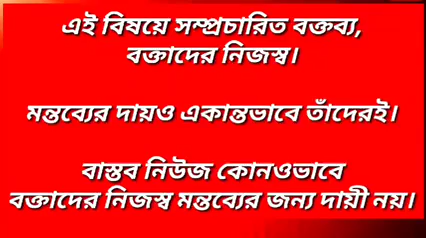 এই বিষয়ে সম্প্রচারিত বক্তব্য,
বক্তাদের নিজস্ব।
মন্তব্যের দায়ও একান্তভাবে তাঁদেরই।
বাস্তব নিউজ কোনওভাবে
বক্তাদের নিজস্ব মন্তব্যের জন্য দায়ী নয়।